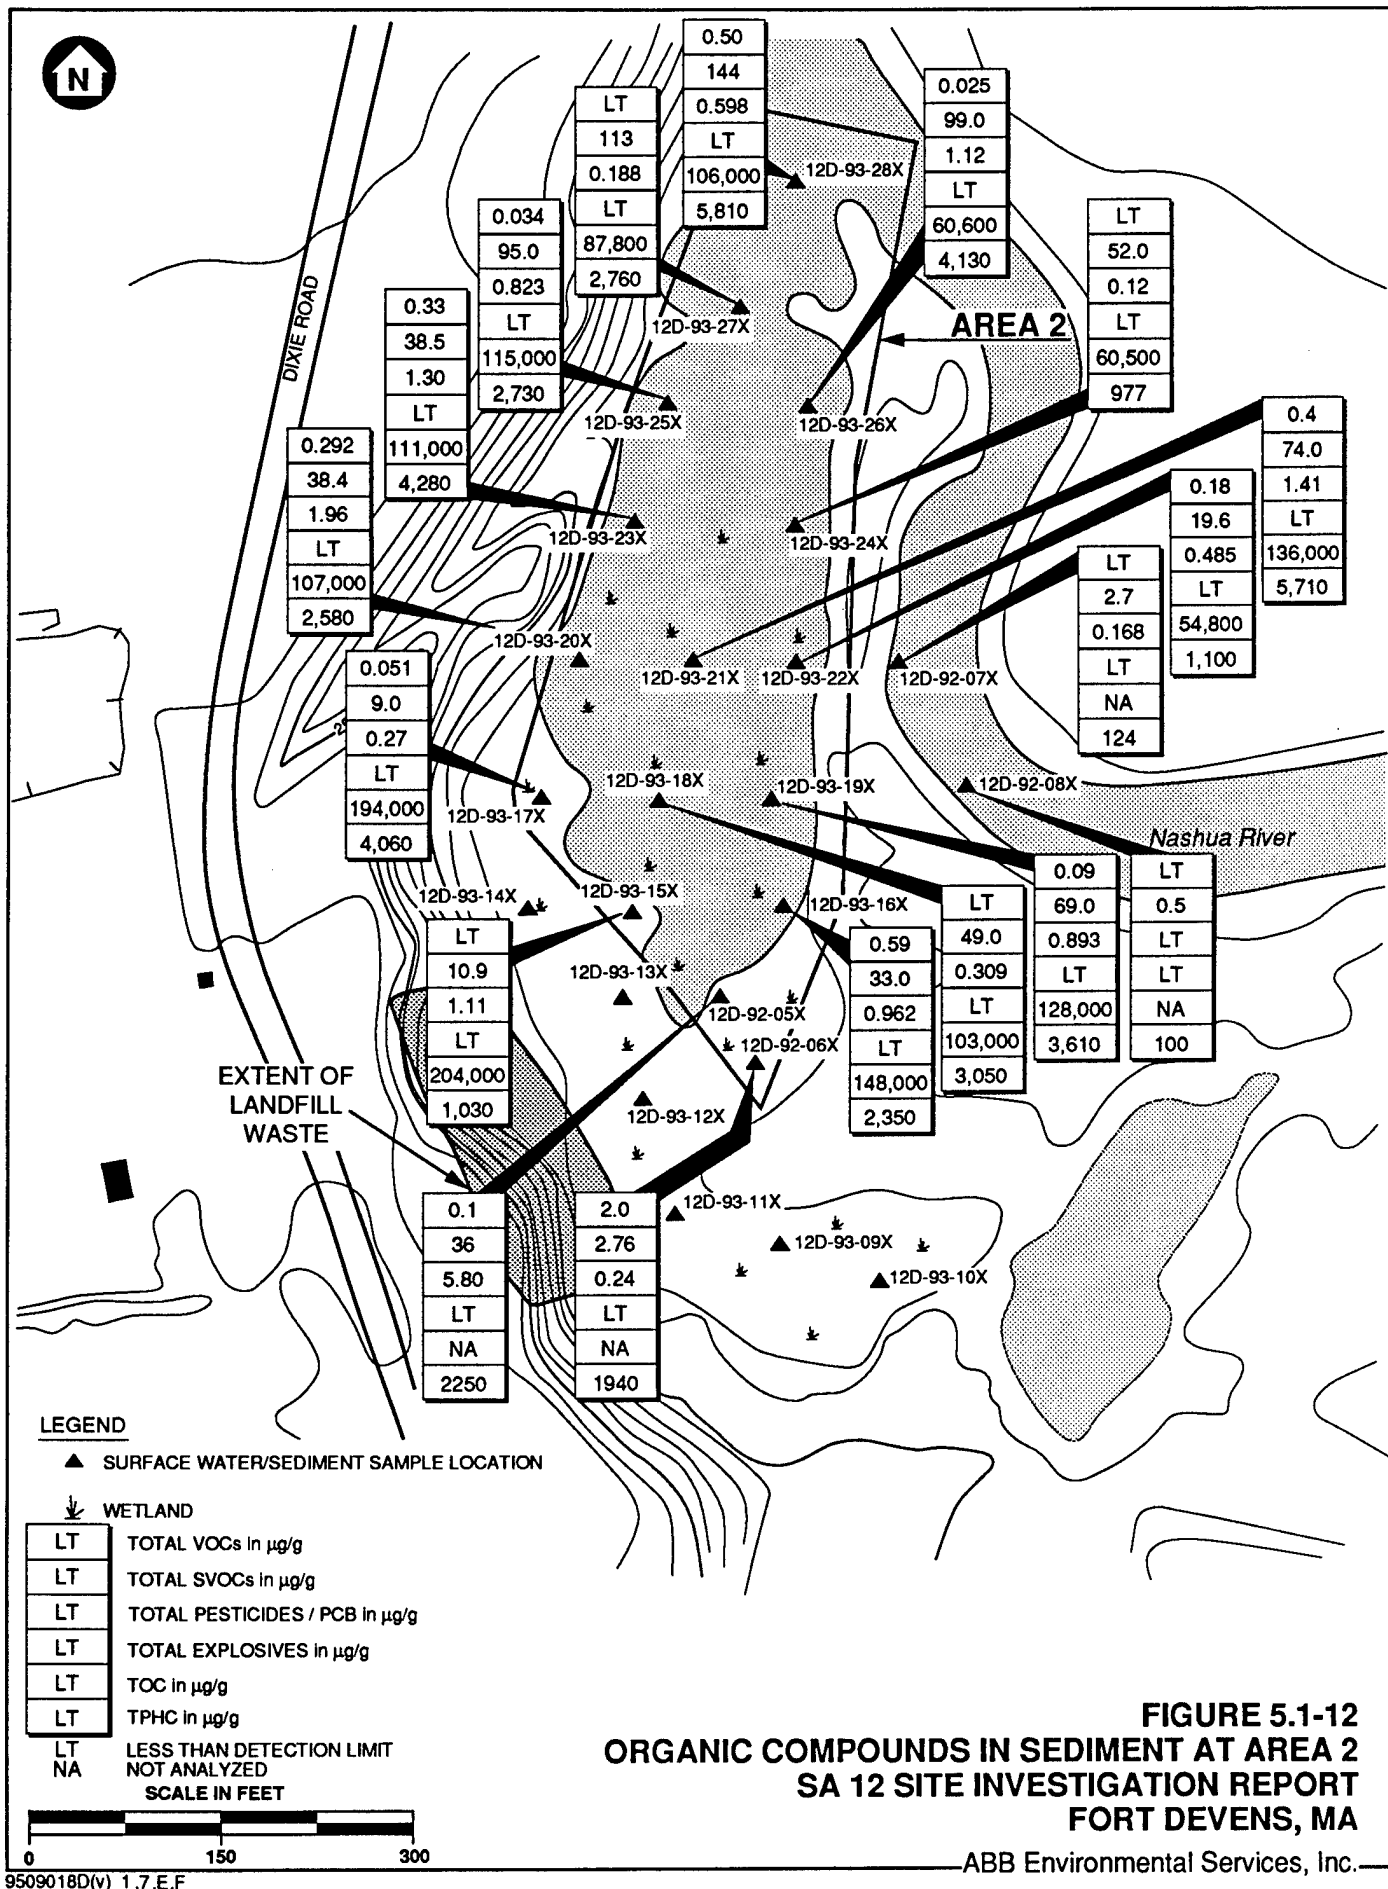 N
0.50
144
0.598
LT
106,000
5,810
LT
113
0.188
LT
87,800
2,760
0.025
99.0
1.12
LT
60,600
4,130
12D-93-28X
0.034
95.0
0.823
LT
115,000
2,730
LT
52.0
0.12
LT
60,500
977
DIXIE ROAD
0.33
38.5
1.30
LT
111,000
4,280
12D-93-27X
AREA 2
12D-93-25X
12D-93-26X
0.4
74.0
1.41
LT
136,000
5,710
0.292
38.4
1.96
LT
107,000
2,580
0.18
19.6
0.485
LT
54,800
1,100
12D-93-23X
12D-93-24X
LT
2.7
0.168
LT
NA
124
12D-93-20X
12D-93-21X
12D-93-22X
12D-92-07X
0.051
9.0
0.27
LT
194,000
4,060
12D-93-18X
12D-93-19X
12D-92-08X
12D-93-17X
Nashua River
12D-93-14X
12D-93-15X
12D-93-16X
0.09
69.0
0.893
LT
128,000
3,610
LT
0.5
LT
LT
NA
100
LT
49.0
0.309
LT
103,000
3,050
LT
10.9
1.11
LT
204,000
1,030
0.59
33.0
0.962
LT
148,000
2,350
12D-93-13X
12D-92-05X
12D-92-06X
EXTENT OF
LANDFILL
WASTE
12D-93-12X
0.1
36
5.80
LT
NA
2250
2.0
2.76
0.24
LT
NA
1940
12D-93-11X
12D-93-09X
12D-93-10X
LEGEND
SURFACE WATER/SEDIMENT SAMPLE LOCATION
WETLAND
LT TOTAL VOCs in µg/g
LT TOTAL SVOCs in µg/g
LT TOTAL PESTICIDES / PCB in µg/g
LT TOTAL EXPLOSIVES in µg/g
LT TOC in µg/g
LT TPHC in µg/g
LT LESS THAN DETECTION LIMIT
NA NOT ANALYZED
SCALE IN FEET
0 150 300
FIGURE 5.1-12
ORGANIC COMPOUNDS IN SEDIMENT AT AREA 2
SA 12 SITE INVESTIGATION REPORT
FORT DEVENS, MA
ABB Environmental Services, Inc.
9509018D(v) 1,7,E,F